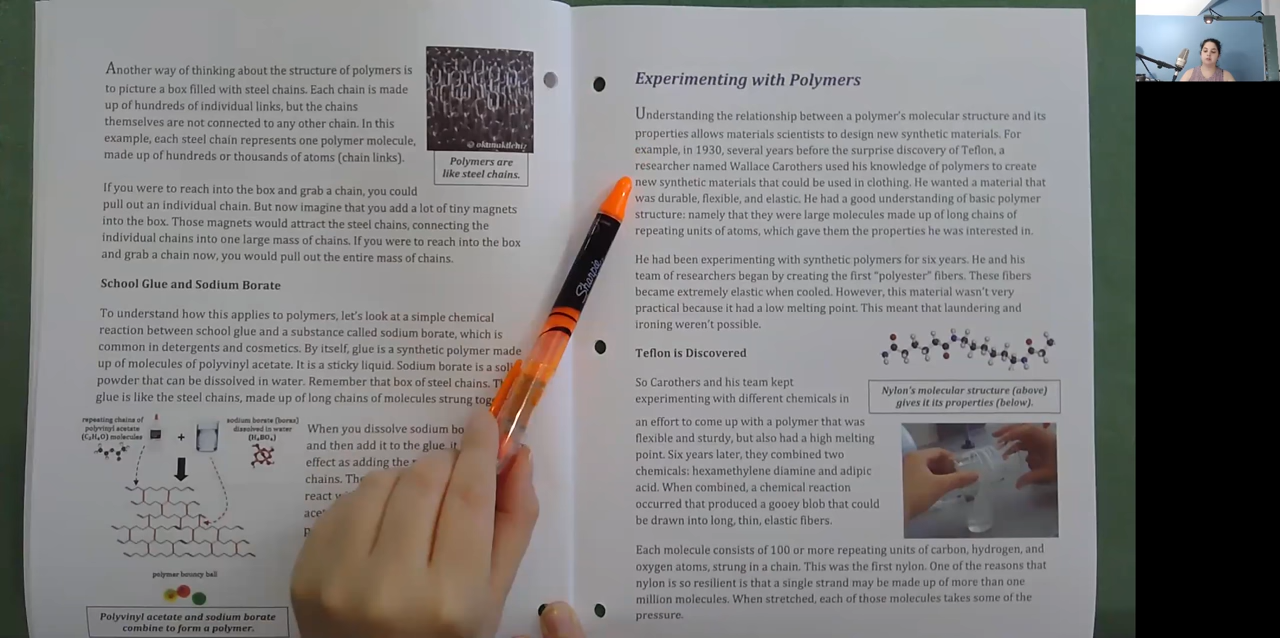 Another way of thinking about the structure of polymers is
to picture a box filled with steel chains. Each chain is made
up of hundreds of individual links, but the chains
themselves are not connected to any other chain. In this
example, each steel chain represents one polymer molecule,
made up of hundreds or thousands of atoms (chain links).
Polymers are
like steel chains.
If you were to reach into the box and grab a chain, you could
pull out an individual chain. But now imagine that you add a lot of tiny magnets
into the box. Those magnets would attract the steel chains, connecting the
individual chains into one large mass of chains. If you were to reach into the box
and grab a chain now, you would pull out the entire mass of chains.
School Glue and Sodium Borate
To understand how this applies to polymers, let's look at a simple chemical
reaction between school glue and a substance called sodium borate, which is
common in detergents and cosmetics. By itself, glue is a synthetic polymer made
up of molecules of polyvinyl acetate. It is a sticky liquid. Sodium borate is a
powder that can be dissolved in water. Remember that box of steel chains.
glue is like the steel chains, made up of long chains of molecules strung
repeating chains of
polyvinyl acetate
(C₄H₆O) molecules
+
sodium borate (borax)
dissolved in water
(H₃BO₃)
polymer bouncy ball
Polyvinyl acetate and sodium borate
combine to form a polymer.
When you dissolve sodium
and then add it to the glue, it
effect as adding the
chains.
react
Experimenting with Polymers
Understanding the relationship between a polymer's molecular structure and its
properties allows materials scientists to design new synthetic materials. For
example, in 1930, several years before the surprise discovery of Teflon, a
researcher named Wallace Carothers used his knowledge of polymers to create
new synthetic materials that could be used in clothing. He wanted a material that
was durable, flexible, and elastic. He had a good understanding of basic polymer
structure: namely that they were large molecules made up of long chains of
repeating units of atoms, which gave them the properties he was interested in.
He had been experimenting with synthetic polymers for six years. He and his
team of researchers began by creating the first "polyester" fibers. These fibers
became extremely elastic when cooled. However, this material wasn't very
practical because it had a low melting point. This meant that laundering and
ironing weren't possible.
Teflon is Discovered
So Carothers and his team kept
experimenting with different chemicals in
an effort to come up with a polymer that was
flexible and sturdy, but also had a high melting
point. Six years later, they combined two
chemicals: hexamethylene diamine and adipic
acid. When combined, a chemical reaction
occurred that produced a gooey blob that could
be drawn into long, thin, elastic fibers.
Nylon's molecular structure (above)
gives it its properties (below).
Each molecule consists of 100 or more repeating units of carbon, hydrogen, and
oxygen atoms, strung in a chain. This was the first nylon. One of the reasons that
nylon is so resilient is that a single strand may be made up of more than one
million molecules. When stretched, each of those molecules takes some of the
pressure.
Sharpie